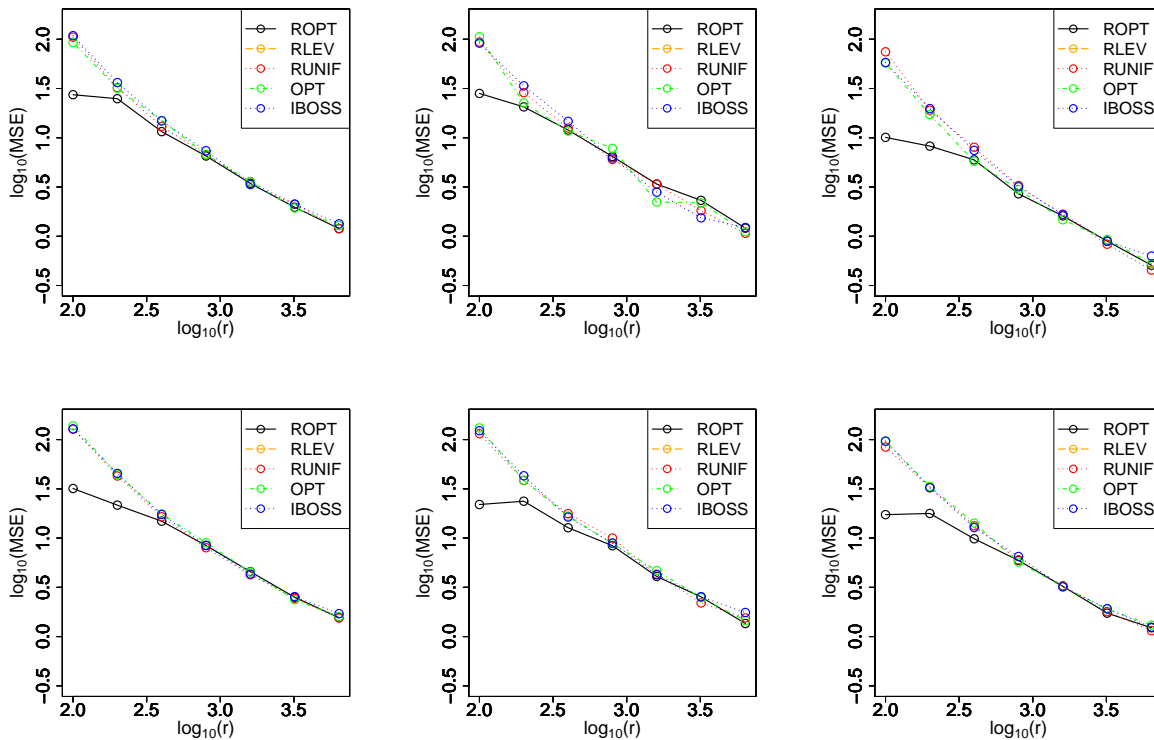 2.0
1.5
1.0
0.5
0.0
−0.5
log10(MSE)
ROPT
RLEV
RUNIF
OPT
IBOSS
2.0 2.5 3.0 3.5
log10(r)
2.0
1.5
1.0
0.5
0.0
−0.5
log10(MSE)
ROPT
RLEV
RUNIF
OPT
IBOSS
2.0 2.5 3.0 3.5
log10(r)
2.0
1.5
1.0
0.5
0.0
−0.5
log10(MSE)
ROPT
RLEV
RUNIF
OPT
IBOSS
2.0 2.5 3.0 3.5
log10(r)
2.0
1.5
1.0
0.5
0.0
−0.5
log10(MSE)
ROPT
RLEV
RUNIF
OPT
IBOSS
2.0 2.5 3.0 3.5
log10(r)
2.0
1.5
1.0
0.5
0.0
−0.5
log10(MSE)
ROPT
RLEV
RUNIF
OPT
IBOSS
2.0 2.5 3.0 3.5
log10(r)
2.0
1.5
1.0
0.5
0.0
−0.5
log10(MSE)
ROPT
RLEV
RUNIF
OPT
IBOSS
2.0 2.5 3.0 3.5
log10(r)